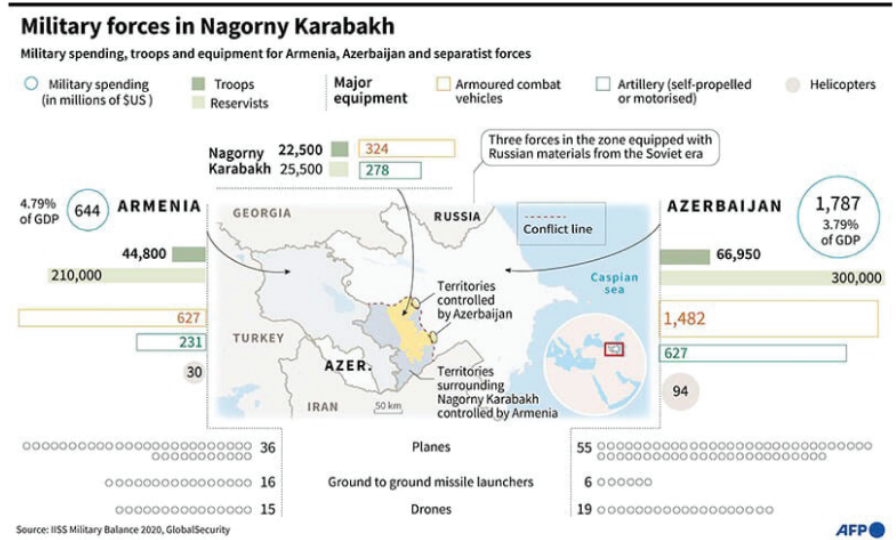 Military forces in Nagorny Karabakh
Military spending, troops and equipment for Armenia, Azerbaijan and separatist forces
Military spending
(in millions of $US )
Troops
Reservists
Major
equipment
Armoured combat
vehicles
Artillery (self-propelled
or motorised)
Helicopters
Nagorny
Karabakh
22,500
25,500
324
278
Three forces in the zone equipped with
Russian materials from the Soviet era
4.79%
of GDP
644
ARMENIA
44,800
210,000
627
231
30
GEORGIA
RUSSIA
Conflict line
Caspian
sea
Territories
controlled
by Azerbaijan
TURKEY
AZER.
IRAN
50 km
Territories
surrounding
Nagorny Karabakh
controlled by Armenia
AZERBAIJAN
1,787
3.79%
of GDP
66,950
300,000
1,482
627
94
36
Planes
55
16
Ground to ground missile launchers
6
15
Drones
19
Source: IISS Military Balance 2020, GlobalSecurity
AFP